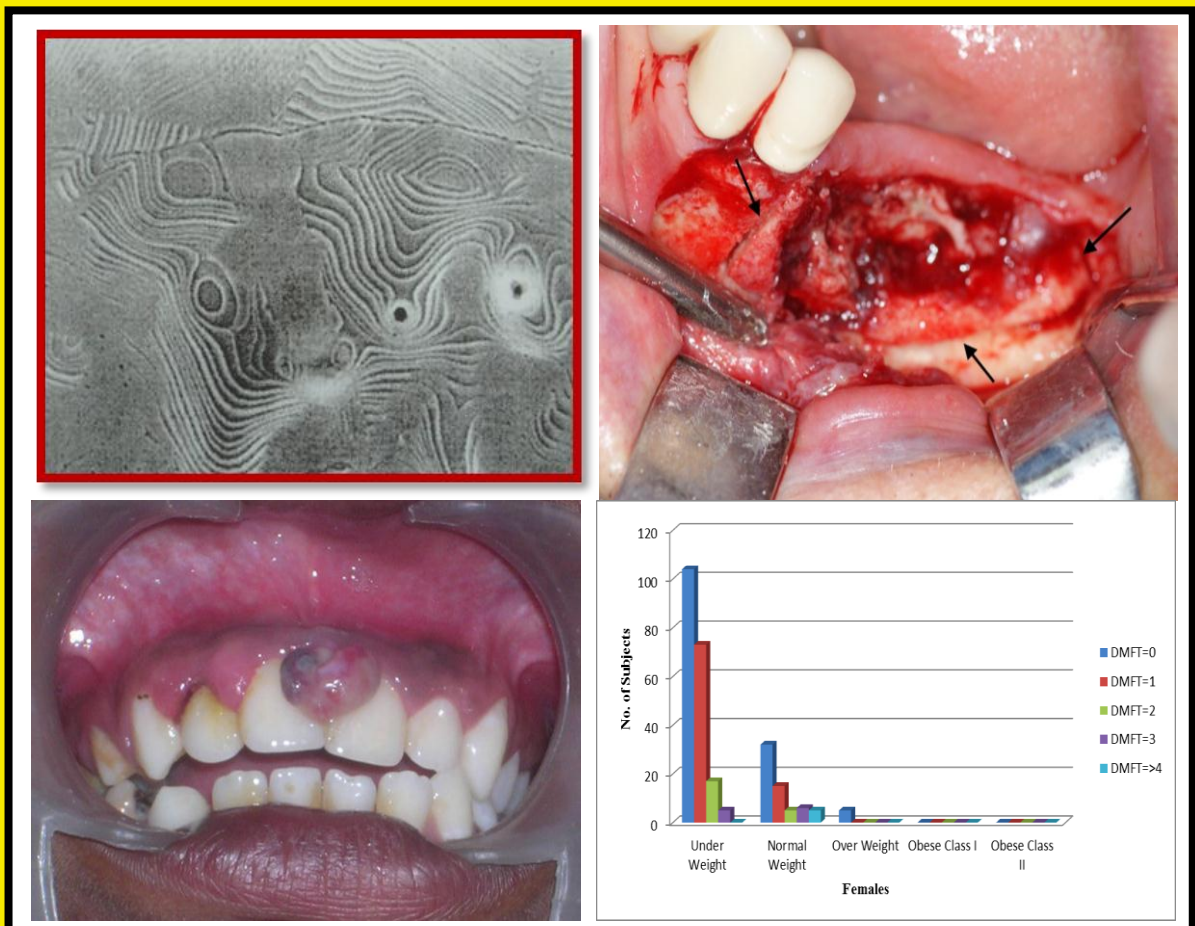 120
100
80
60
40
20
0
No. of Subjects
Under Weight
Normal Weight
Over Weight
Obese Class I
Obese Class II
Females
DMFT=0
DMFT=1
DMFT=2
DMFT=3
DMFT=>4